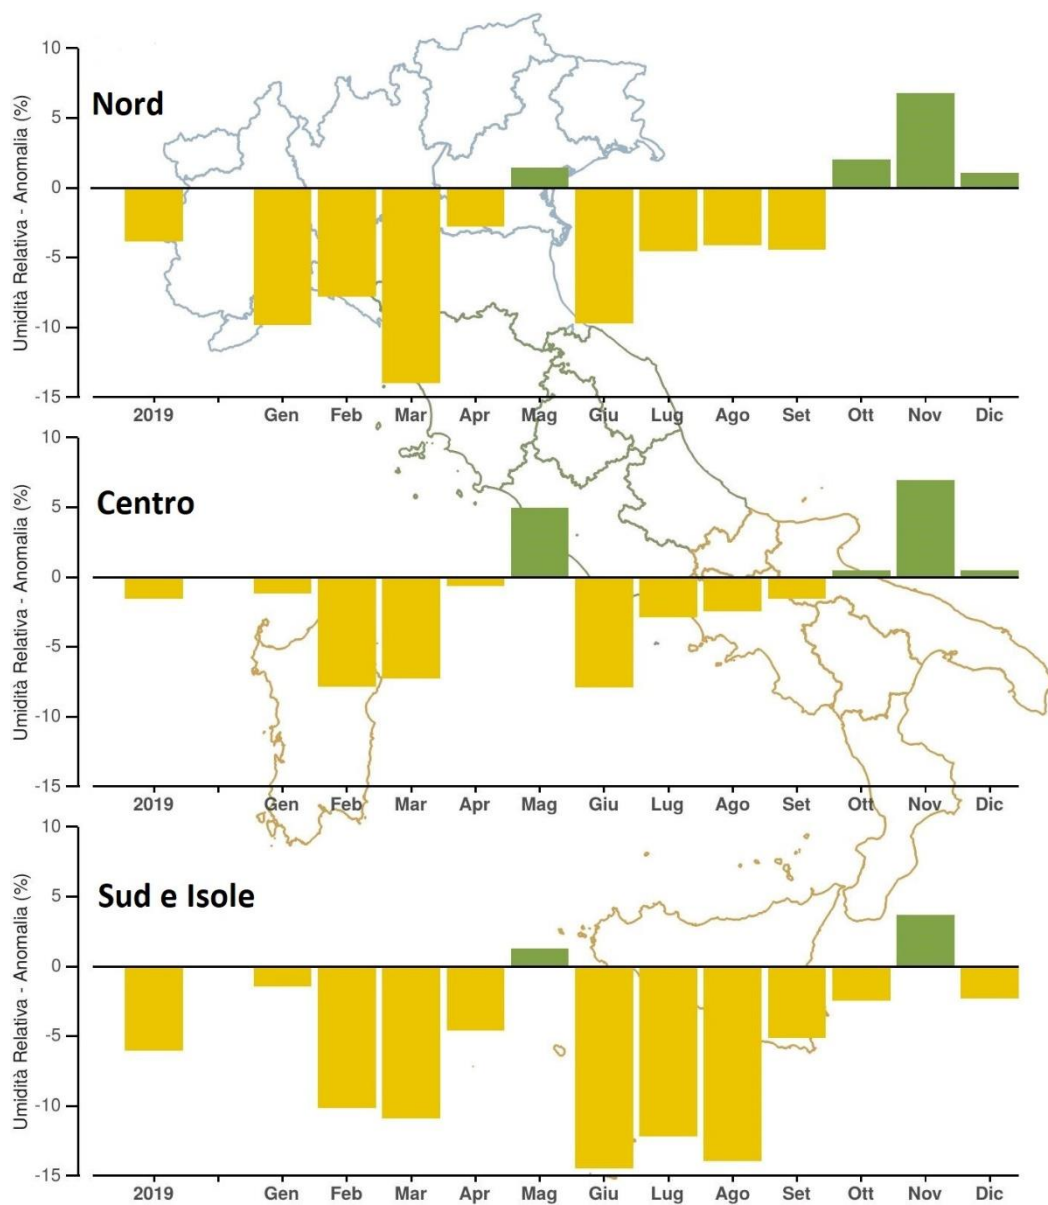 10
Nord
5
0
-5
-10
-15
Umidità Relativa - Anomalia (%)
2019 Gen Feb Mar Apr Mag Giu Lug Ago Set Ott Nov Dic
10
Centro
5
0
-5
-10
-15
Umidità Relativa - Anomalia (%)
2019 Gen Feb Mar Apr Mag Giu Lug Ago Set Ott Nov Dic
10
Sud e Isole
5
0
-5
-10
-15
Umidità Relativa - Anomalia (%)
2019 Gen Feb Mar Apr Mag Giu Lug Ago Set Ott Nov Dic